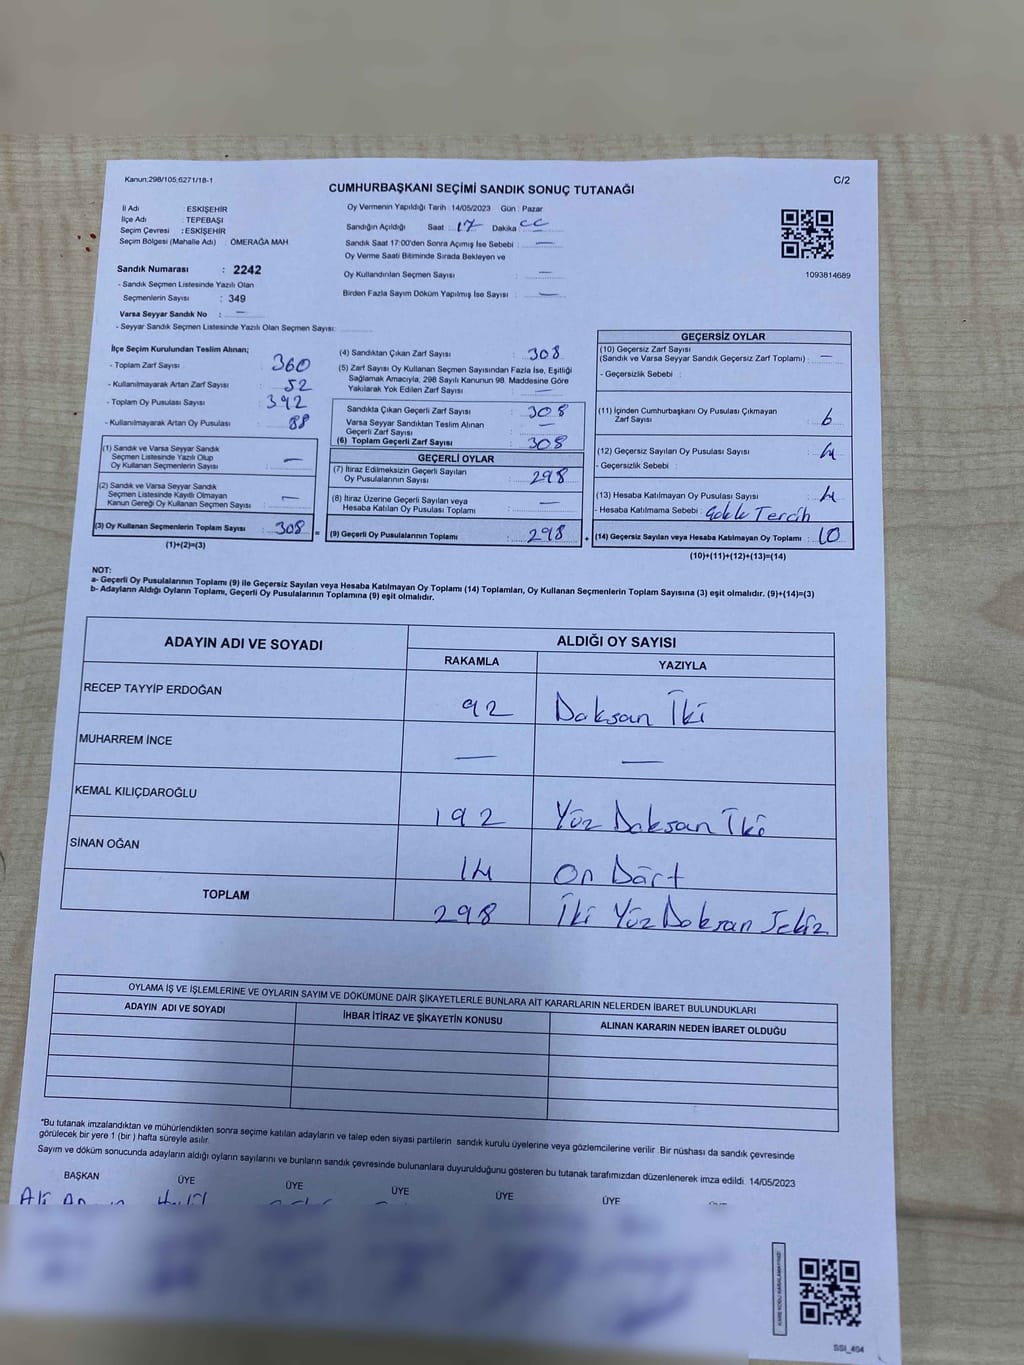 Kanun:298/105;6271/18-1
C/2
CUMHURBAŞKANI SEÇİMİ SANDIK SONUÇ TUTANAĞI
İl Adı : ESKİŞEHİR
İlçe Adı : TEPEBAŞI
Seçim Çevresi : ESKİŞEHİR
Seçim Bölgesi (Mahalle Adı) : ÖMERAĞA MAH
Sandık Numarası : 2242
- Sandık Seçmen Listesinde Yazılı Olan
Seçmenlerin Sayısı : 349
Varsa Seyyar Sandık No : —
- Seyyar Sandık Seçmen Listesinde Yazılı Olan Seçmen Sayısı:
Oy Vermenin Yapıldığı Tarih : 14/05/2023 Gün : Pazar
Sandığın Açıldığı Saat : 17 Dakika :
Sandık Saat 17:00'den Sonra Açımış İse Sebebi : —
Oy Verme Saati Bitiminde Sırada Bekleyen ve
Oy Kullandırılan Seçmen Sayısı : —
Birden Fazla Sayım Döküm Yapılmış İse Sayısı : —
1093814689
İlçe Seçim Kurulundan Teslim Alınan;
- Toplam Zarf Sayısı : 360
- Kullanılmayarak Artan Zarf Sayısı : 52
- Toplam Oy Pusulası Sayısı : 392
- Kullanılmayarak Artan Oy Pusulası : 88
(1) Sandık ve Varsa Seyyar Sandık
Seçmen Listesinde Yazılı Olup
Oy Kullanan Seçmenlerin Sayısı : —
(2) Sandık ve Varsa Seyyar Sandık
Seçmen Listesinde Kayıtlı Olmayan
Kanun Gereği Oy Kullanan Seçmen Sayısı : —
(3) Oy Kullanan Seçmenlerin Toplam Sayısı : 308
(1)+(2)=(3)
(4) Sandıktan Çıkan Zarf Sayısı : 308
(5) Zarf Sayısı Oy Kullanan Seçmen Sayısından Fazla İse, Eşitliği
Sağlamak Amacıyla, 298 Sayılı Kanunun 98. Maddesine Göre
Yakılarak Yok Edilen Zarf Sayısı : —
Sandıkta Çıkan Geçerli Zarf Sayısı : 308
Varsa Seyyar Sandıktan Teslim Alınan
Geçerli Zarf Sayısı : —
(6) Toplam Geçerli Zarf Sayısı : 308
GEÇERLİ OYLAR
(7) İtiraz Edilmeksizin Geçerli Sayılan
Oy Pusulalarının Sayısı : 298
(8) İtiraz Üzerine Geçerli Sayılan veya
Hesaba Katılan Oy Pusulası Toplamı : —
(9) Geçerli Oy Pusulalarının Toplamı : 298
GEÇERSİZ OYLAR
(10) Geçersiz Zarf Sayısı
(Sandık ve Varsa Seyyar Sandık Geçersiz Zarf Toplamı) : —
- Geçersizlik Sebebi :
(11) İçinden Cumhurbaşkanı Oy Pusulası Çıkmayan
Zarf Sayısı : 6
(12) Geçersiz Sayılan Oy Pusulası Sayısı : 4
- Geçersizlik Sebebi :
(13) Hesaba Katılmayan Oy Pusulası Sayısı : 4
- Hesaba Katılmama Sebebi : Tercih
(14) Geçersiz Sayılan veya Hesaba Katılmayan Oy Toplamı : 10
(10)+(11)+(12)+(13)=(14)
NOT:
a- Geçerli Oy Pusulalarının Toplamı (9) ile Geçersiz Sayılan veya Hesaba Katılmayan Oy Toplamı (14) Toplamları, Oy Kullanan Seçmenlerin Toplam Sayısına (3) eşit olmalıdır. (9)+(14)=(3)
b- Adayların Aldığı Oyların Toplamı, Geçerli Oy Pusulalarının Toplamına (9) eşit olmalıdır.
ADAYIN ADI VE SOYADI
ALDIĞI OY SAYISI
RAKAMLA YAZIYLA
RECEP TAYYİP ERDOĞAN 92 Doksan İki
MUHARREM İNCE — —
KEMAL KILIÇDAROĞLU 192 Yüz Doksan İki
SİNAN OĞAN 14 On Dört
TOPLAM 298 İki Yüz Doksan Sekiz
OYLAMA İŞ VE İŞLEMLERİNE VE OYLARIN SAYIM VE DÖKÜMÜNE DAİR ŞİKAYETLERLE BUNLARA AİT KARARLARIN NELERDEN İBARET BULUNDUKLARI
ADAYIN ADI VE SOYADI İHBAR İTİRAZ VE ŞİKAYETİN KONUSU ALINAN KARARIN NEDEN İBARET OLDUĞU
*Bu tutanak imzalandıktan ve mühürlendikten sonra seçime katılan adayların ve talep eden siyasi partilerin sandık kurulu üyelerine veya gözlemcilerine verilir. Bir nüshası da sandık çevresinde
görülecek bir yere 1 (bir ) hafta süreyle asılır.
Sayım ve döküm sonucunda adayların aldığı oyların sayılarını ve bunların sandık çevresinde bulunanlara duyurulduğunu gösteren bu tutanak tarafımızdan düzenlenerek imza edildi. 14/05/2023
BAŞKAN ÜYE ÜYE ÜYE ÜYE ÜYE
SSİ_404